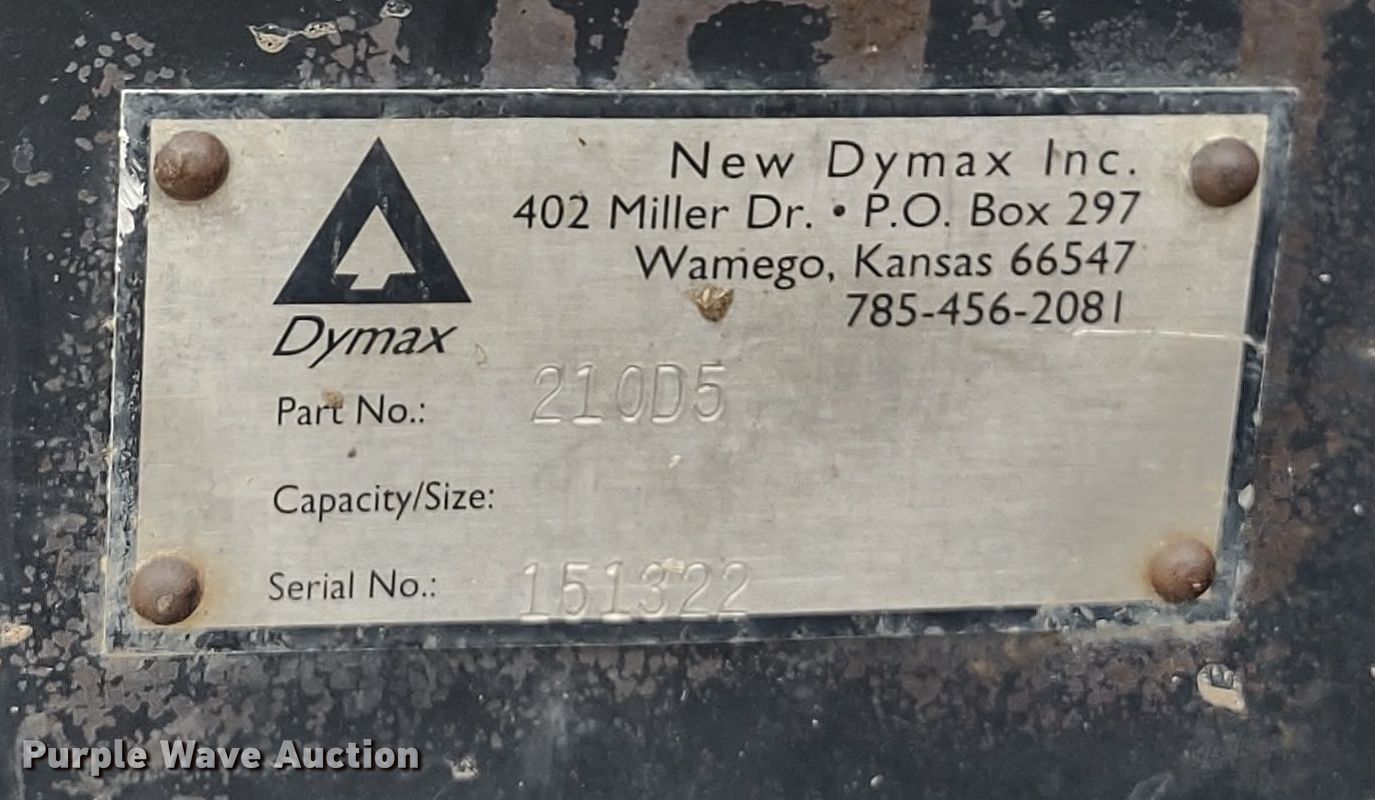 New Dymax Inc.
402 Miller Dr. • P.O. Box 297
Wamego, Kansas 66547
785-456-2081
Dymax
Part No.: 210D5
Capacity/Size:
Serial No.: 151322
Purple Wave Auction